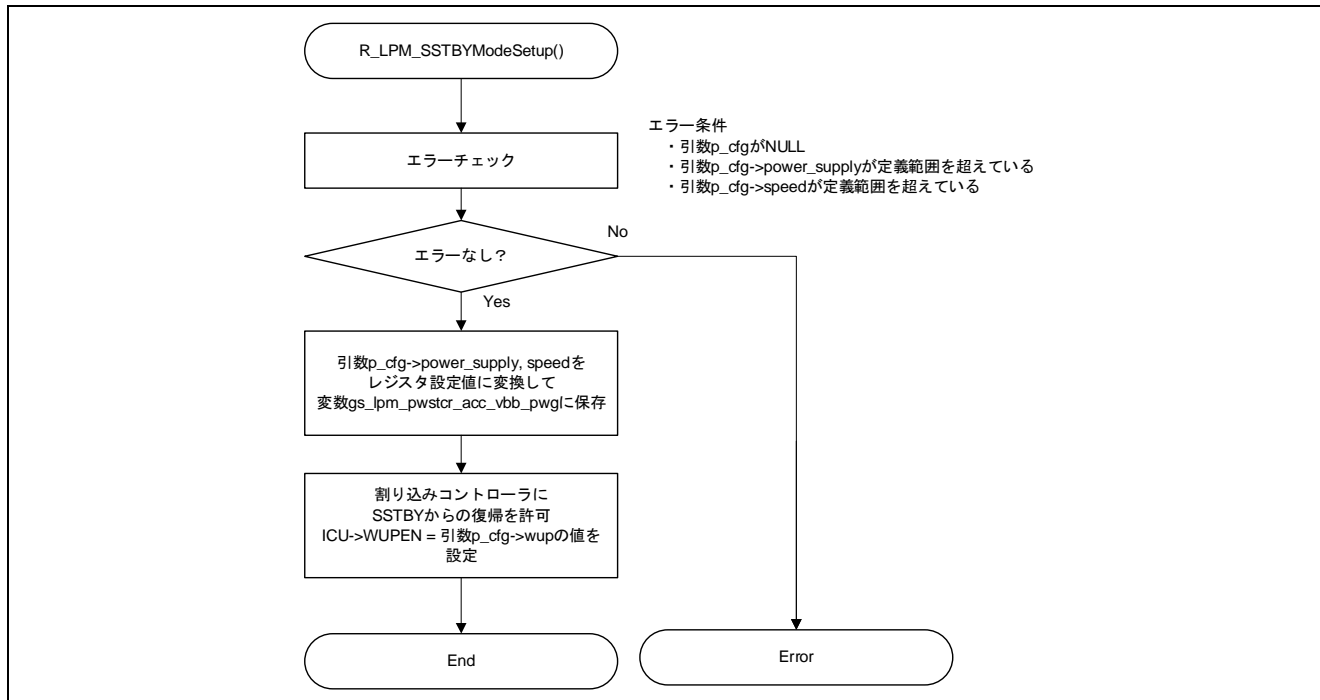 R_LPM_SSTBYModeSetup()
エラーチェック
エラー条件
・引数p_cfgがNULL
・引数p_cfg->power_supplyが定義範囲を超えている
・引数p_cfg->speedが定義範囲を超えている
エラーなし？
No
Yes
引数p_cfg->power_supply, speedを
レジスタ設定値に変換して
変数gs_lpm_pwstcr_acc_vbb_pwgに保存
割り込みコントローラに
SSTBYからの復帰を許可
ICU->WUPEN = 引数p_cfg->wupの値を
設定
End
Error